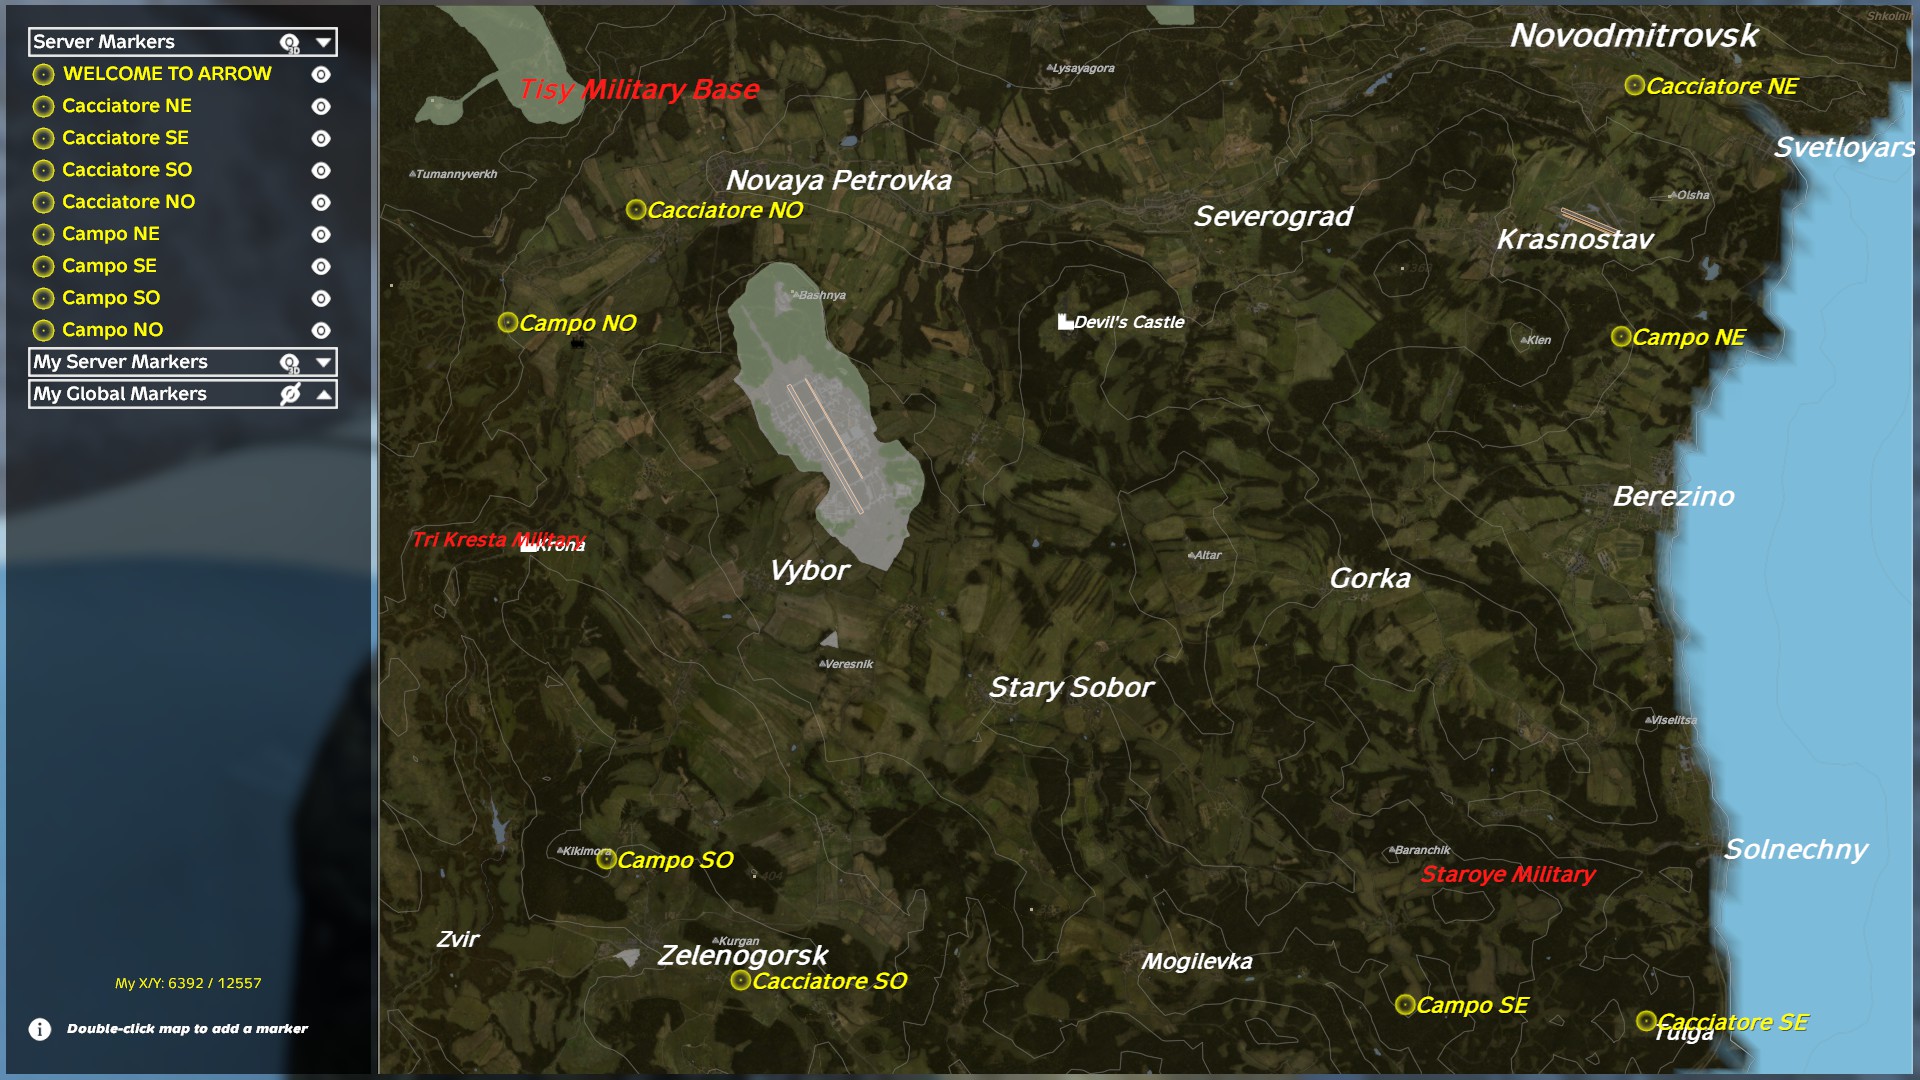 Server Markers
3D
WELCOME TO ARROW
Cacciatore NE
Cacciatore SE
Cacciatore SO
Cacciatore NO
Campo NE
Campo SE
Campo SO
Campo NO
My Server Markers
3D
My Global Markers
My X/Y: 6392 / 12557
Double-click map to add a marker
Novodmitrovsk
Lysayagora
Tisy Military Base
Cacciatore NE
Svetloyars
Tumannyverkh
Novaya Petrovka
Olsha
Cacciatore NO
Severograd
Krasnostav
Bashnya
Campo NO
Devil's Castle
Klen
Campo NE
Berezino
Tri Kresta Military
Krona
Altar
Vybor
Gorka
Veresnik
Stary Sobor
Viselitsa
Kikimora
Campo SO
404
Baranchik
Solnechny
Staroye Military
Zvir
Kurgan
Zelenogorsk
Mogilevka
Cacciatore SO
Campo SE
Cacciatore SE
Tulga